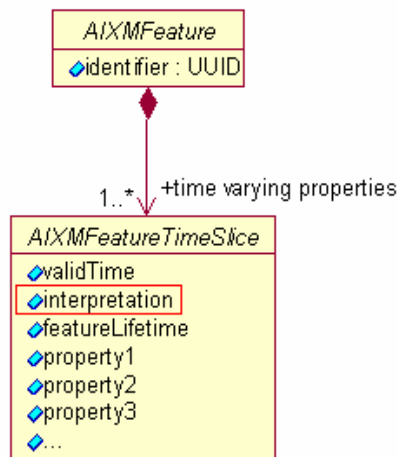 AIXMFeature
identifier : UUID
1..*
+time varying properties
AIXMFeatureTimeSlice
validTime
interpretation
featureLifetime
property1
property2
property3
...